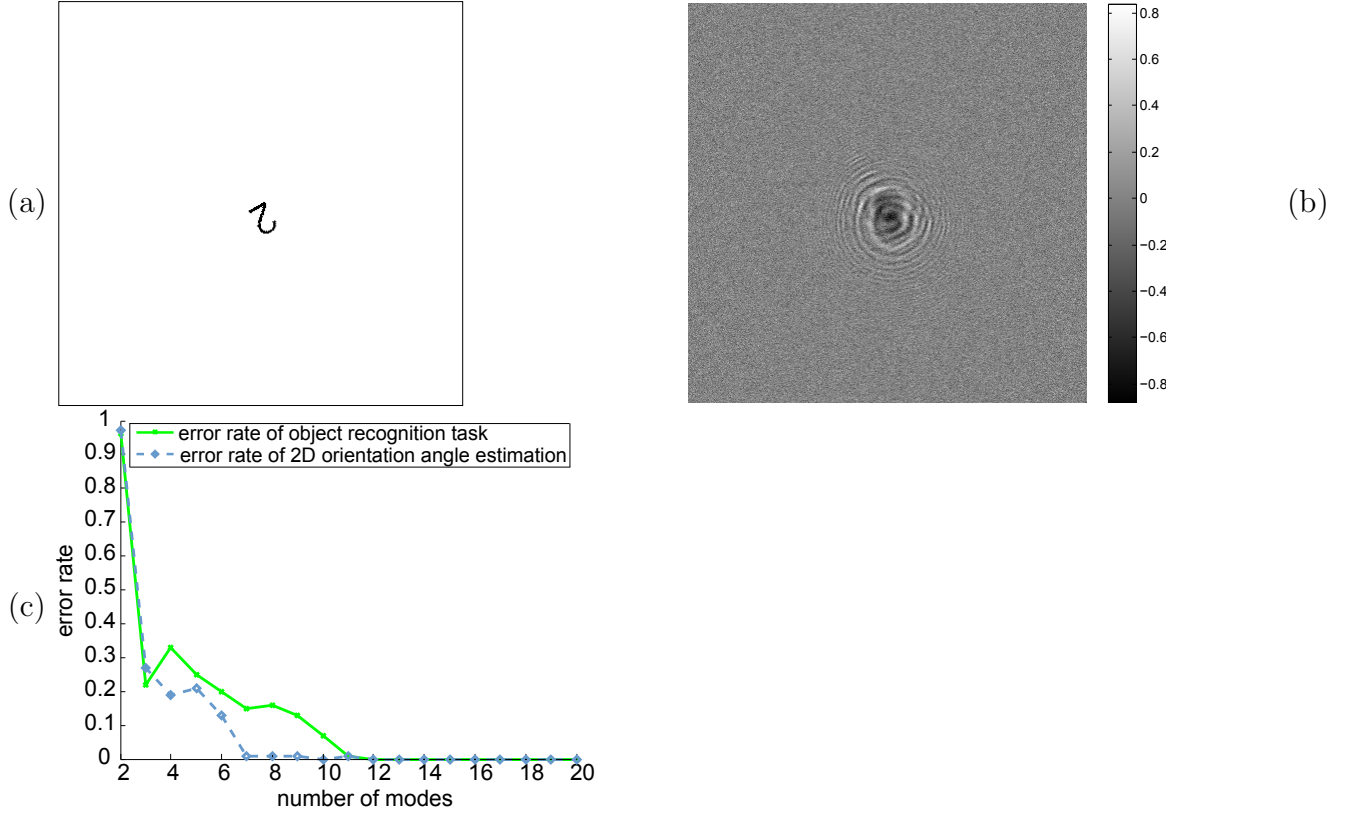 (a)
0.8
0.6
0.4
0.2
0
−0.2
−0.4
−0.6
−0.8
(b)
(c)
error rate
1
0.9
0.8
0.7
0.6
0.5
0.4
0.3
0.2
0.1
0
error rate of object recognition task
error rate of 2D orientation angle estimation
2 4 6 8 10 12 14 16 18 20
number of modes